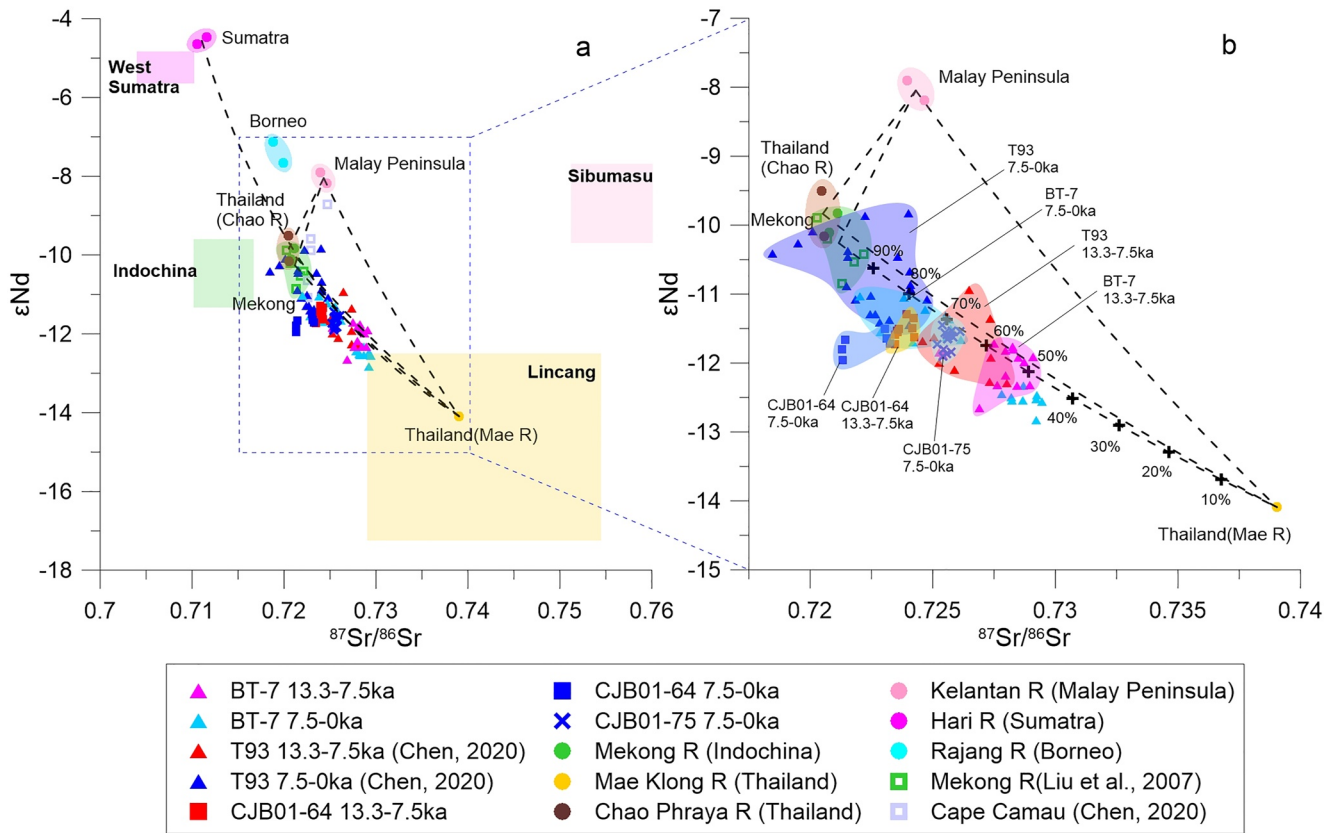 a
-4
-6
-8
-10
-12
-14
-16
-18
εNd
0.7
0.71
0.72
0.73
0.74
0.75
0.76
87Sr/86Sr
Sumatra
West
Sumatra
Borneo
Malay Peninsula
Thailand
(Chao R)
Sibumasu
Indochina
Mekong
Lincang
Thailand(Mae R)
b
-7
-8
-9
-10
-11
-12
-13
-14
-15
εNd
0.72
0.725
0.73
0.735
0.74
87Sr/86Sr
Malay Peninsula
Thailand
(Chao R)
T93
7.5-0ka
BT-7
7.5-0ka
Mekong
T93
13.3-7.5ka
BT-7
13.3-7.5ka
90%
80%
70%
60%
50%
40%
30%
20%
10%
CJB01-64
7.5-0ka
CJB01-64
13.3-7.5ka
CJB01-75
7.5-0ka
Thailand(Mae R)
BT-7 13.3-7.5ka
BT-7 7.5-0ka
T93 13.3-7.5ka (Chen, 2020)
T93 7.5-0ka (Chen, 2020)
CJB01-64 13.3-7.5ka
CJB01-64 7.5-0ka
CJB01-75 7.5-0ka
Mekong R (Indochina)
Mae Klong R (Thailand)
Chao Phraya R (Thailand)
Kelantan R (Malay Peninsula)
Hari R (Sumatra)
Rajang R (Borneo)
Mekong R(Liu et al., 2007)
Cape Camau (Chen, 2020)